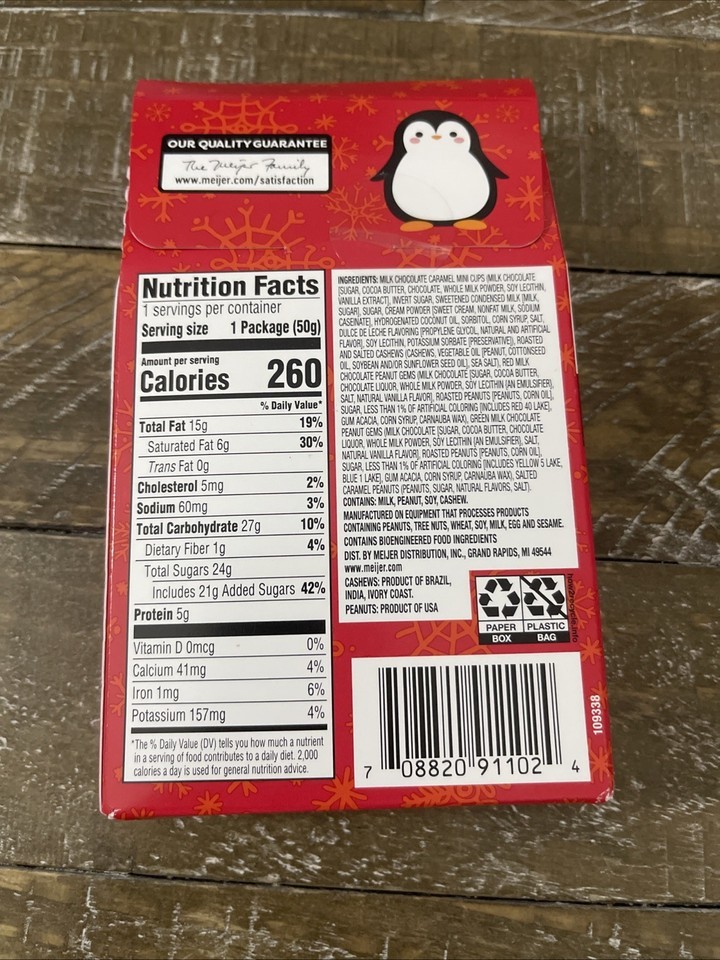 OUR QUALITY GUARANTEE
The Meijer Family
www.meijer.com/satisfaction
Nutrition Facts
1 servings per container
Serving size 1 Package (50g)
Amount per serving
Calories 260
% Daily Value*
Total Fat 15g 19%
Saturated Fat 6g 30%
Trans Fat 0g
Cholesterol 5mg 2%
Sodium 60mg 3%
Total Carbohydrate 27g 10%
Dietary Fiber 1g 4%
Total Sugars 24g
Includes 21g Added Sugars 42%
Protein 5g
Vitamin D 0mcg 0%
Calcium 41mg 4%
Iron 1mg 6%
Potassium 157mg 4%
*The % Daily Value (DV) tells you how much a nutrient
in a serving of food contributes to a daily diet. 2,000
calories a day is used for general nutrition advice.
INGREDIENTS: MILK CHOCOLATE CARAMEL MINI CUPS (MILK CHOCOLATE
[SUGAR, COCOA BUTTER, CHOCOLATE, WHOLE MILK POWDER, SOY LECITHIN,
VANILLA EXTRACT], INVERT SUGAR, SWEETENED CONDENSED MILK [MILK,
SUGAR], SUGAR, CREAM POWDER [SWEET CREAM, NONFAT MILK, SODIUM
CASEINATE], HYDROGENATED COCONUT OIL, SORBITOL, CORN SYRUP, SALT,
DULCE DE LECHE FLAVORING [PROPYLENE GLYCOL, NATURAL AND ARTIFICIAL
FLAVOR], SOY LECITHIN, POTASSIUM SORBATE [PRESERVATIVE]), ROASTED
AND SALTED CASHEWS (CASHEWS, VEGETABLE OIL [PEANUT, COTTONSEED
OIL, SOYBEAN AND/OR SUNFLOWER SEED OIL], SEA SALT), RED MILK
CHOCOLATE PEANUT GEMS (MILK CHOCOLATE [SUGAR, COCOA BUTTER,
CHOCOLATE LIQUOR, WHOLE MILK POWDER, SOY LECITHIN (AN EMULSIFIER),
SALT, NATURAL VANILLA FLAVOR], ROASTED PEANUTS [PEANUTS, CORN OIL],
SUGAR, LESS THAN 1% OF ARTIFICIAL COLORING [INCLUDES RED 40 LAKE],
GUM ACACIA, CORN SYRUP, CARNAUBA WAX), GREEN MILK CHOCOLATE
PEANUT GEMS (MILK CHOCOLATE [SUGAR, COCOA BUTTER, CHOCOLATE
LIQUOR, WHOLE MILK POWDER, SOY LECITHIN (AN EMULSIFIER), SALT,
NATURAL VANILLA FLAVOR], ROASTED PEANUTS [PEANUTS, CORN OIL],
SUGAR, LESS THAN 1% OF ARTIFICIAL COLORING [INCLUDES YELLOW 5 LAKE,
BLUE 1 LAKE], GUM ACACIA, CORN SYRUP, CARNAUBA WAX), SALTED
CARAMEL PEANUTS (PEANUTS, SUGAR, NATURAL FLAVORS, SALT).
CONTAINS: MILK, PEANUT, SOY, CASHEW.
MANUFACTURED ON EQUIPMENT THAT PROCESSES PRODUCTS
CONTAINING PEANUTS, TREE NUTS, WHEAT, SOY, MILK, EGG AND SESAME.
CONTAINS BIOENGINEERED FOOD INGREDIENTS
DIST. BY MEIJER DISTRIBUTION, INC., GRAND RAPIDS, MI 49544
www.meijer.com
CASHEWS: PRODUCT OF BRAZIL,
INDIA, IVORY COAST.
PEANUTS: PRODUCT OF USA
PAPER
BOX
PLASTIC
BAG
how2recycle.info
7 08820 91102 4
109338